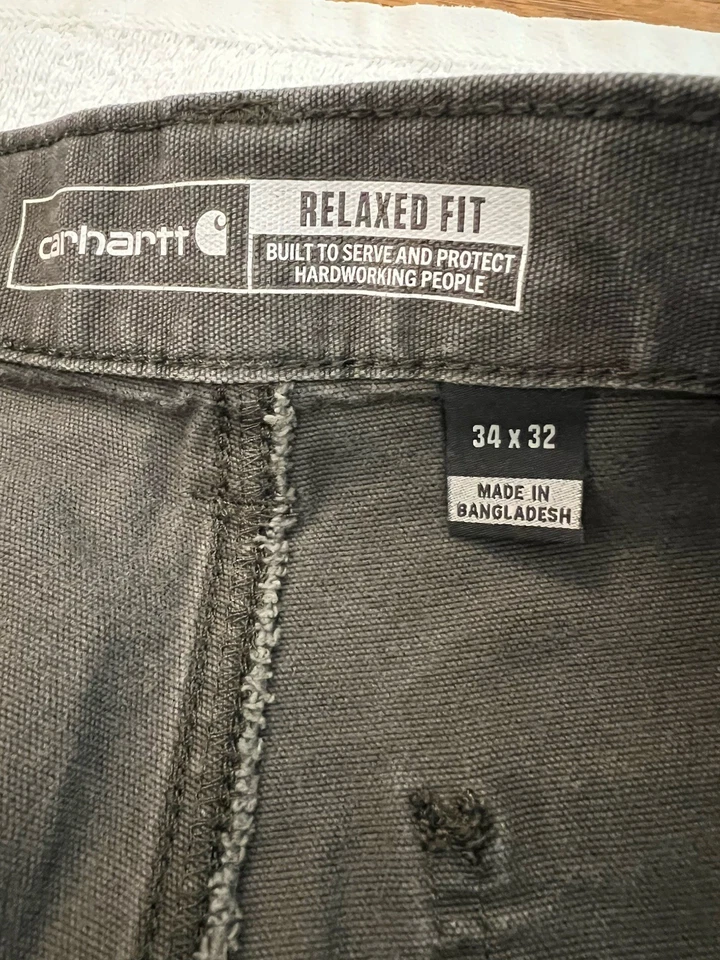 carhartt
RELAXED FIT
BUILT TO SERVE AND PROTECT
HARDWORKING PEOPLE
34 x 32
MADE IN
BANGLADESH